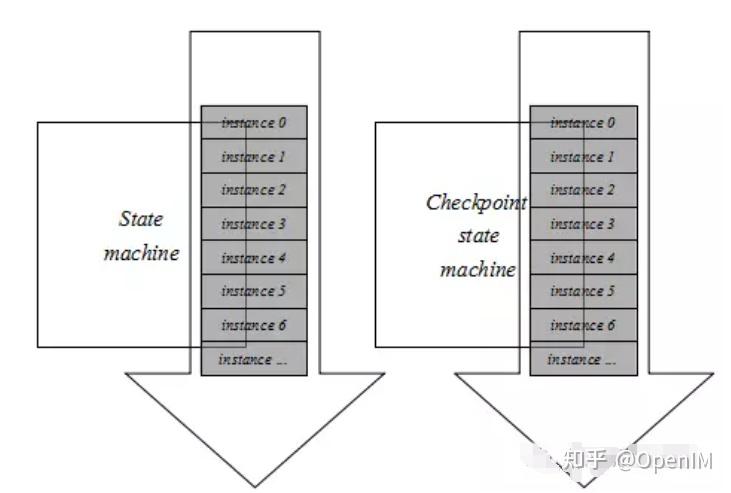 State
machine
instance 0
instance 1
instance 2
instance 3
instance 4
instance 5
instance 6
instance ...
Checkpoint
state
machine
instance 0
instance 1
instance 2
instance 3
instance 4
instance 5
instance 6
instance ...
知乎 @OpenIM